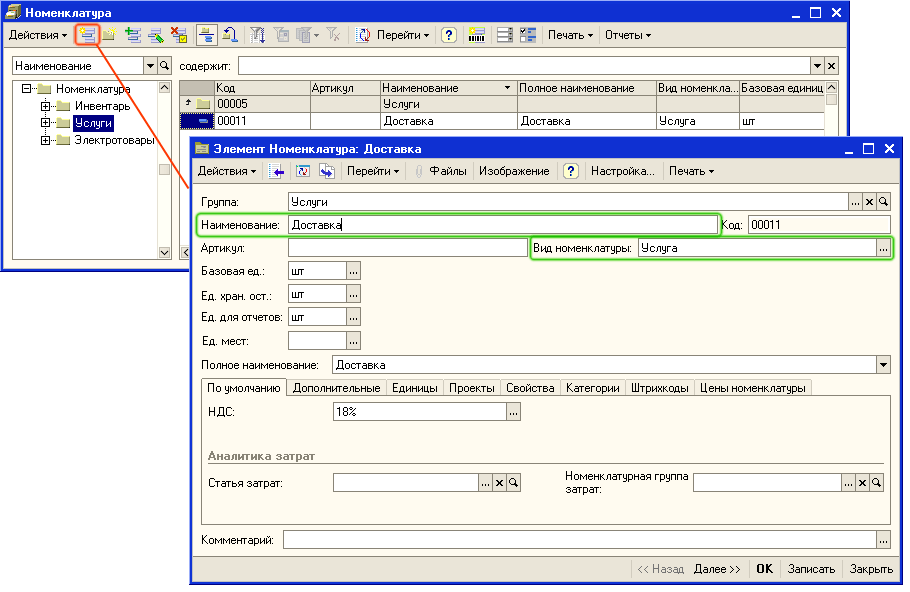 Номенклатура
Действия Перейти ? Печать Отчеты
Наименование содержит:
Номенклатура
Инвентарь
Услуги
Электротовары
Код Артикул Наименование Полное наименование Вид номенкла... Базовая единиц
00005 Услуги
00011 Доставка Доставка Услуга шт
Элемент Номенклатура: Доставка
Действия Перейти Файлы Изображение ? Настройка... Печать
Группа: Услуги
Наименование: Доставка Код: 00011
Артикул: Вид номенклатуры: Услуга
Базовая ед.: шт
Ед. хран. ост.: шт
Ед. для отчетов: шт
Ед. мест:
Полное наименование: Доставка
По умолчанию Дополнительные Единицы Проекты Свойства Категории Штрихкоды Цены номенклатуры
НДС: 18%
Аналитика затрат
Статья затрат: Номенклатурная группа
затрат:
Комментарий:
<< Назад Далее >> OK Записать Закрыть